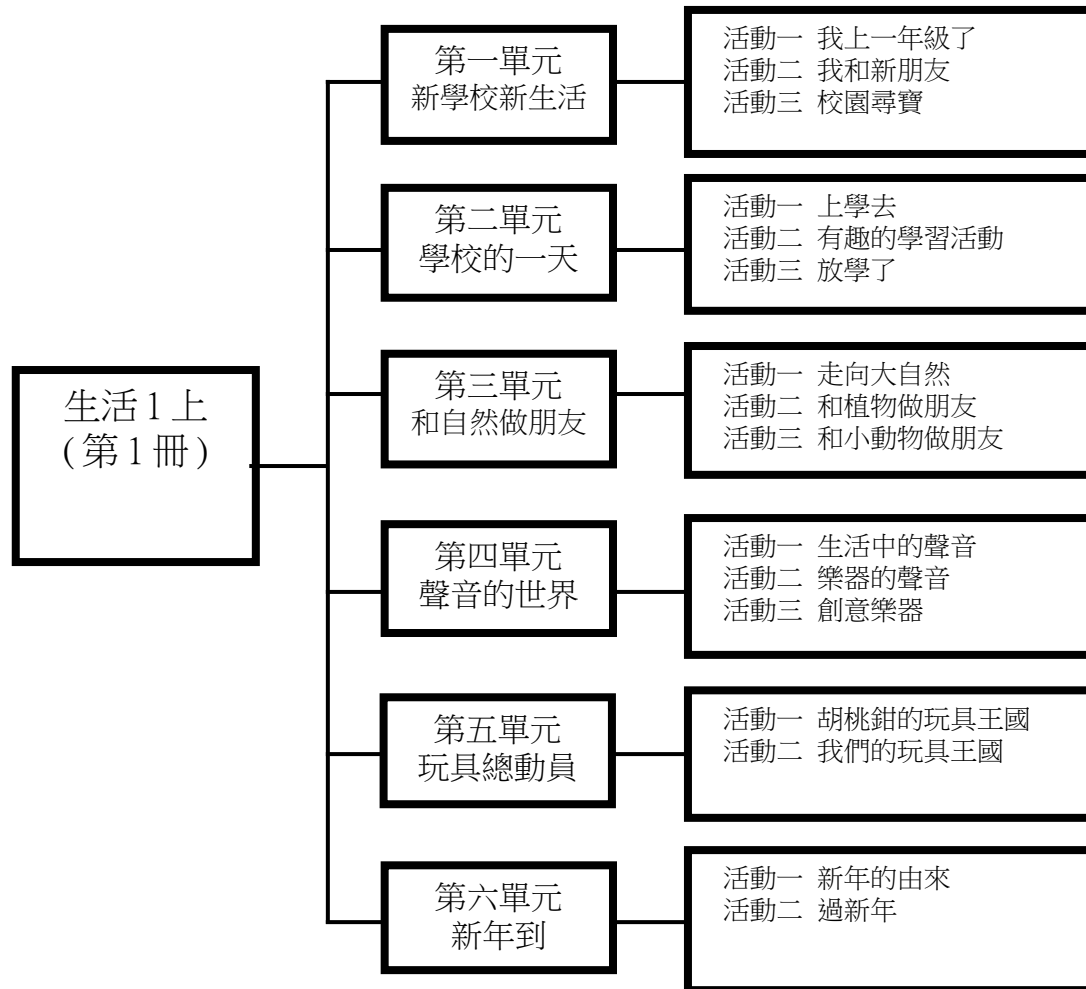 生活1上
(第1冊)
第一單元
新學校新生活
活動一 我上一年級了
活動二 我和新朋友
活動三 校園尋寶
第二單元
學校的一天
活動一 上學去
活動二 有趣的學習活動
活動三 放學了
第三單元
和自然做朋友
活動一 走向大自然
活動二 和植物做朋友
活動三 和小動物做朋友
第四單元
聲音的世界
活動一 生活中的聲音
活動二 樂器的聲音
活動三 創意樂器
第五單元
玩具總動員
活動一 胡桃鉗的玩具王國
活動二 我們的玩具王國
第六單元
新年到
活動一 新年的由來
活動二 過新年